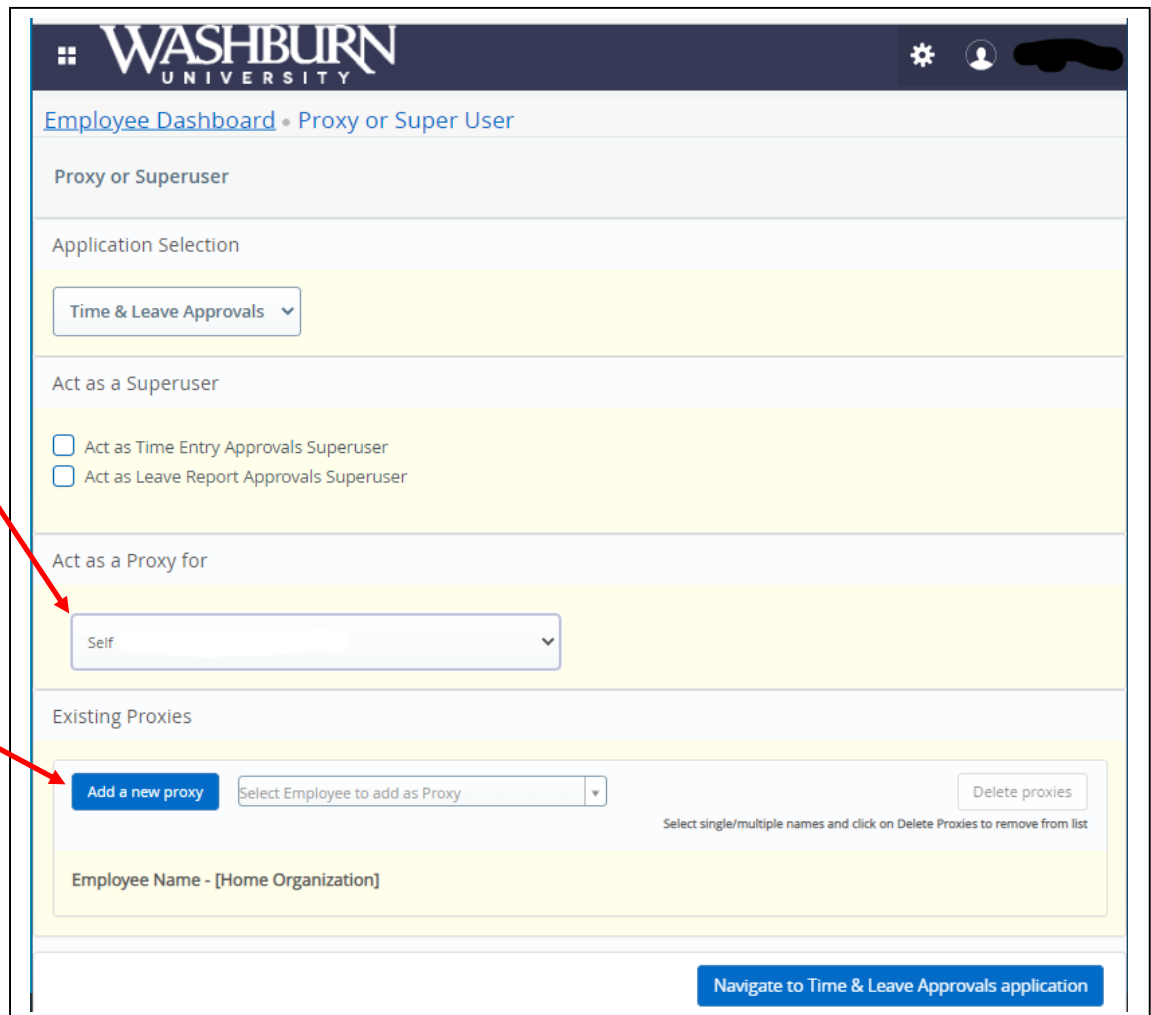 WASHBURN
UNIVERSITY
Employee Dashboard • Proxy or Super User
Proxy or Superuser
Application Selection
Time & Leave Approvals
Act as a Superuser
Act as Time Entry Approvals Superuser
Act as Leave Report Approvals Superuser
Act as a Proxy for
Self
Existing Proxies
Add a new proxy Select Employee to add as Proxy Delete proxies
Select single/multiple names and click on Delete Proxies to remove from list
Employee Name - [Home Organization]
Navigate to Time & Leave Approvals application